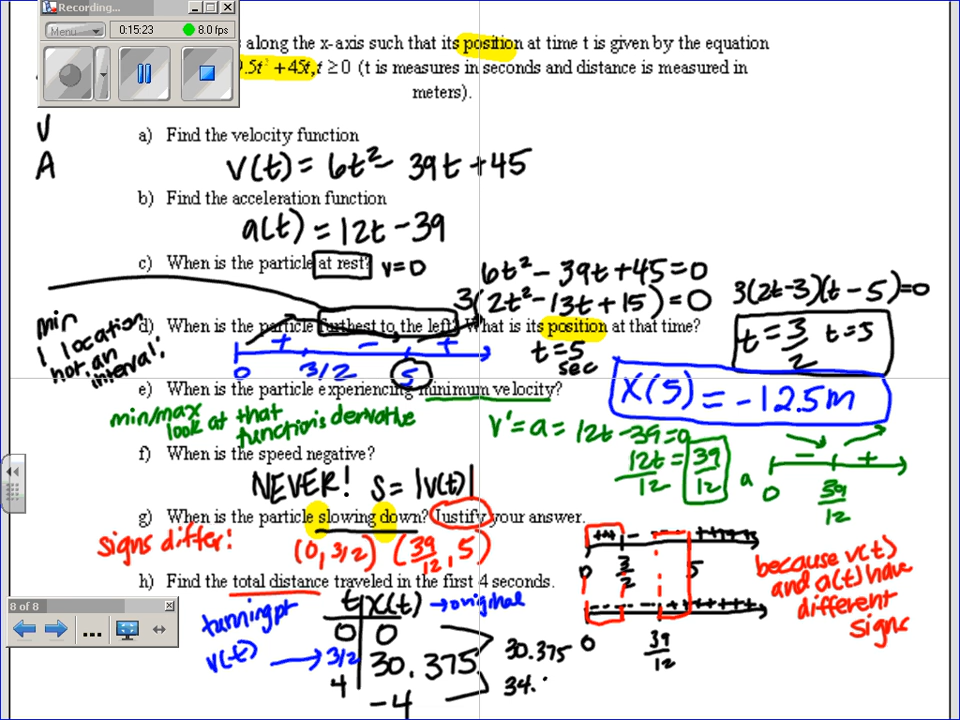 Recording...
Menu
0:15:23
8.0 fps
along the x-axis such that its position at time t is given by the equation
.5t² + 45t, t ≥ 0 (t is measures in seconds and distance is measured in
meters).
V
A
a) Find the velocity function
v(t) = 6t² - 39t + 45
b) Find the acceleration function
a(t) = 12t - 39
c) When is the particle at rest?
v = 0
6t² - 39t + 45 = 0
3(2t² - 13t + 15) = 0
3(2t-3)(t-5) = 0
t = 3/2 t = 5
d) When is the particle furthest to the left? What is its position at that time?
min
1 location
not an
interval!
+ - +
0 3/2 5
t = 5
sec
X(5) = -12.5m
e) When is the particle experiencing minimum velocity?
min/max
look at that
function's derivative
v' = a = 12t - 39 = 0
12t/12 = 39/12
a
- +
0 39/12
f) When is the speed negative?
NEVER! S = |v(t)|
g) When is the particle slowing down? Justify your answer.
signs differ!
(0, 3/2) (39/12, 5)
0 3/2 5
0 39/12
because v(t)
and a(t) have
different
signs
h) Find the total distance traveled in the first 4 seconds.
8 of 8
...
turning pt
v(t)
t X(t) → original
0 0
3/2 30.375
4 -4
30.375
34.